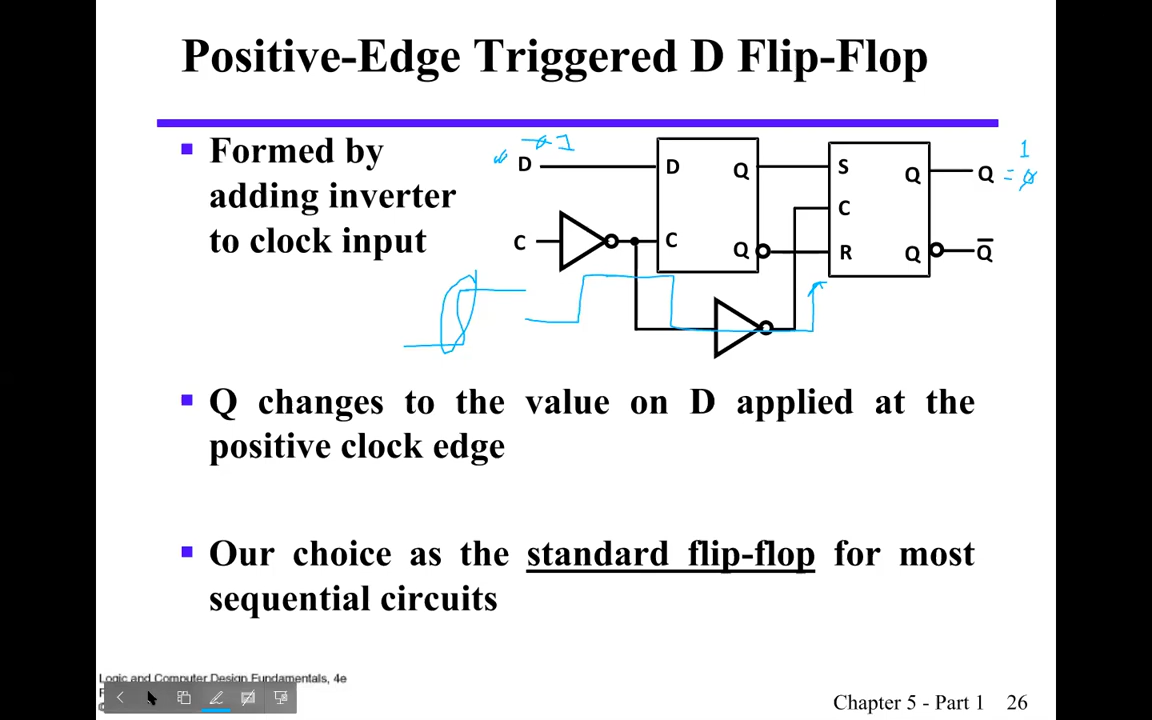 Positive-Edge Triggered D Flip-Flop
▪ Formed by
adding inverter
to clock input
→ 1
D
C
D
Q
C
Q
S
C
R
Q
Q
1
Q = 0
Q̅
▪ Q changes to the value on D applied at the
positive clock edge
▪ Our choice as the standard flip-flop for most
sequential circuits
Logic and Computer Design Fundamentals, 4e
Chapter 5 - Part 1 26